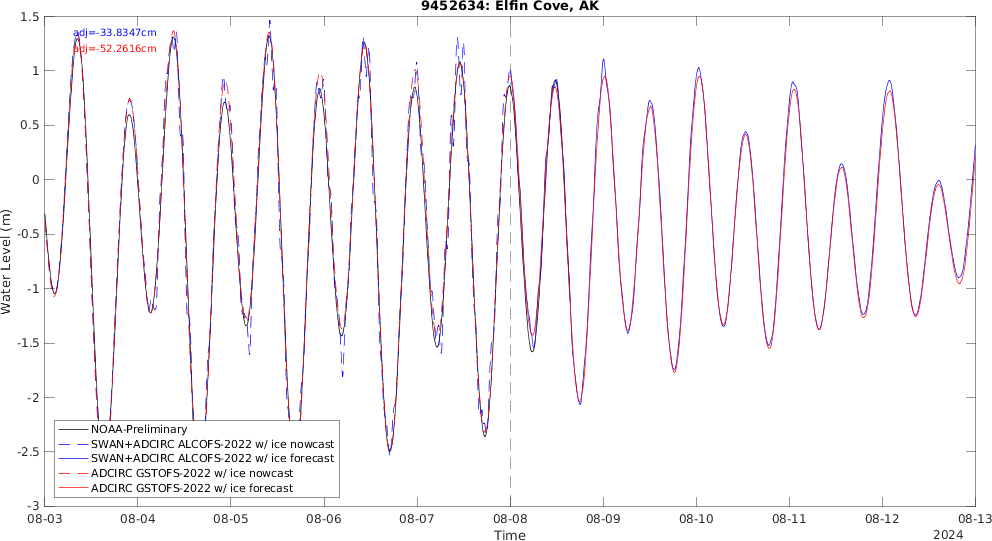 9452634: Elfin Cove, AK
adj=-33.8347cm
adj=-52.2616cm
1.5
1
0.5
0
-0.5
-1
-1.5
-2
-2.5
-3
Water Level (m)
NOAA-Preliminary
SWAN+ADCIRC ALCOFS-2022 w/ ice nowcast
SWAN+ADCIRC ALCOFS-2022 w/ ice forecast
ADCIRC GSTOFS-2022 w/ ice nowcast
ADCIRC GSTOFS-2022 w/ ice forecast
08-03 08-04 08-05 08-06 08-07 08-08 08-09 08-10 08-11 08-12 08-13
Time
2024